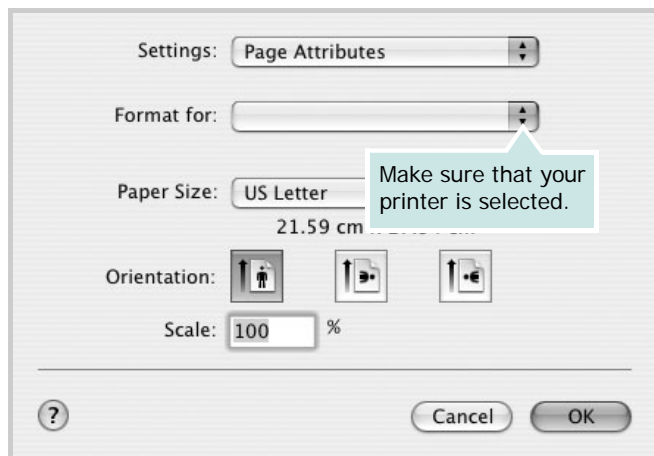 Settings: Page Attributes
Format for:
Make sure that your
printer is selected.
Paper Size: US Letter
21.59 cm
Orientation:
Scale: 100 %
? Cancel OK